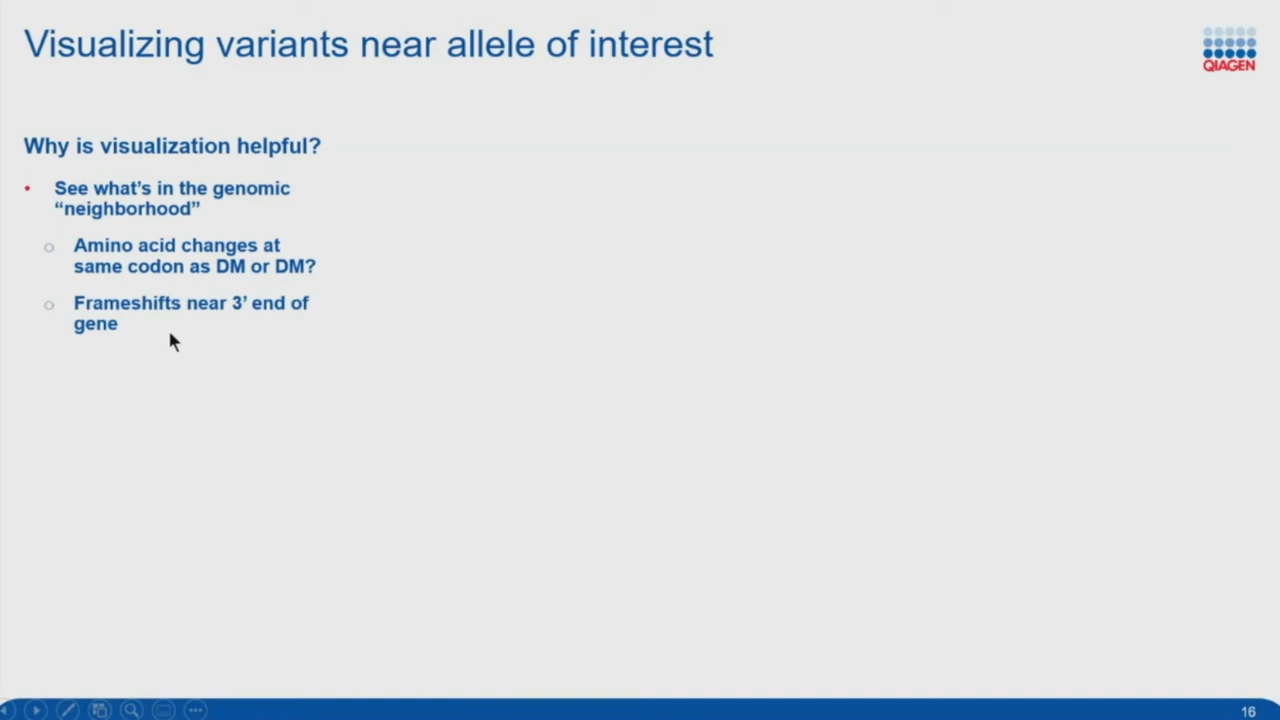 Visualizing variants near allele of interest
QIAGEN
Why is visualization helpful?
• See what's in the genomic
“neighborhood”
o Amino acid changes at
same codon as DM or DM?
o Frameshifts near 3’ end of
gene
16